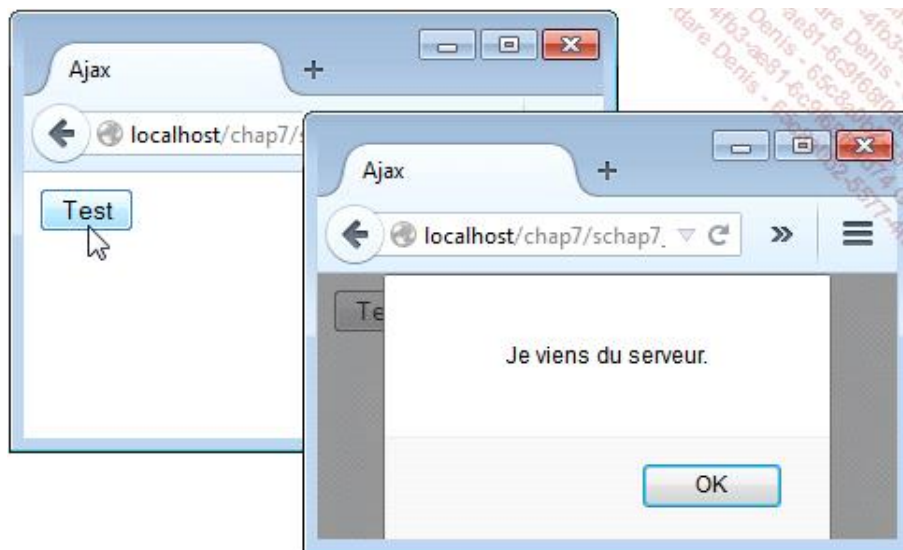 Ajax
localhost/chap7/s
Test
Ajax
localhost/chap7/schap7_
Te
Je viens du serveur.
OK